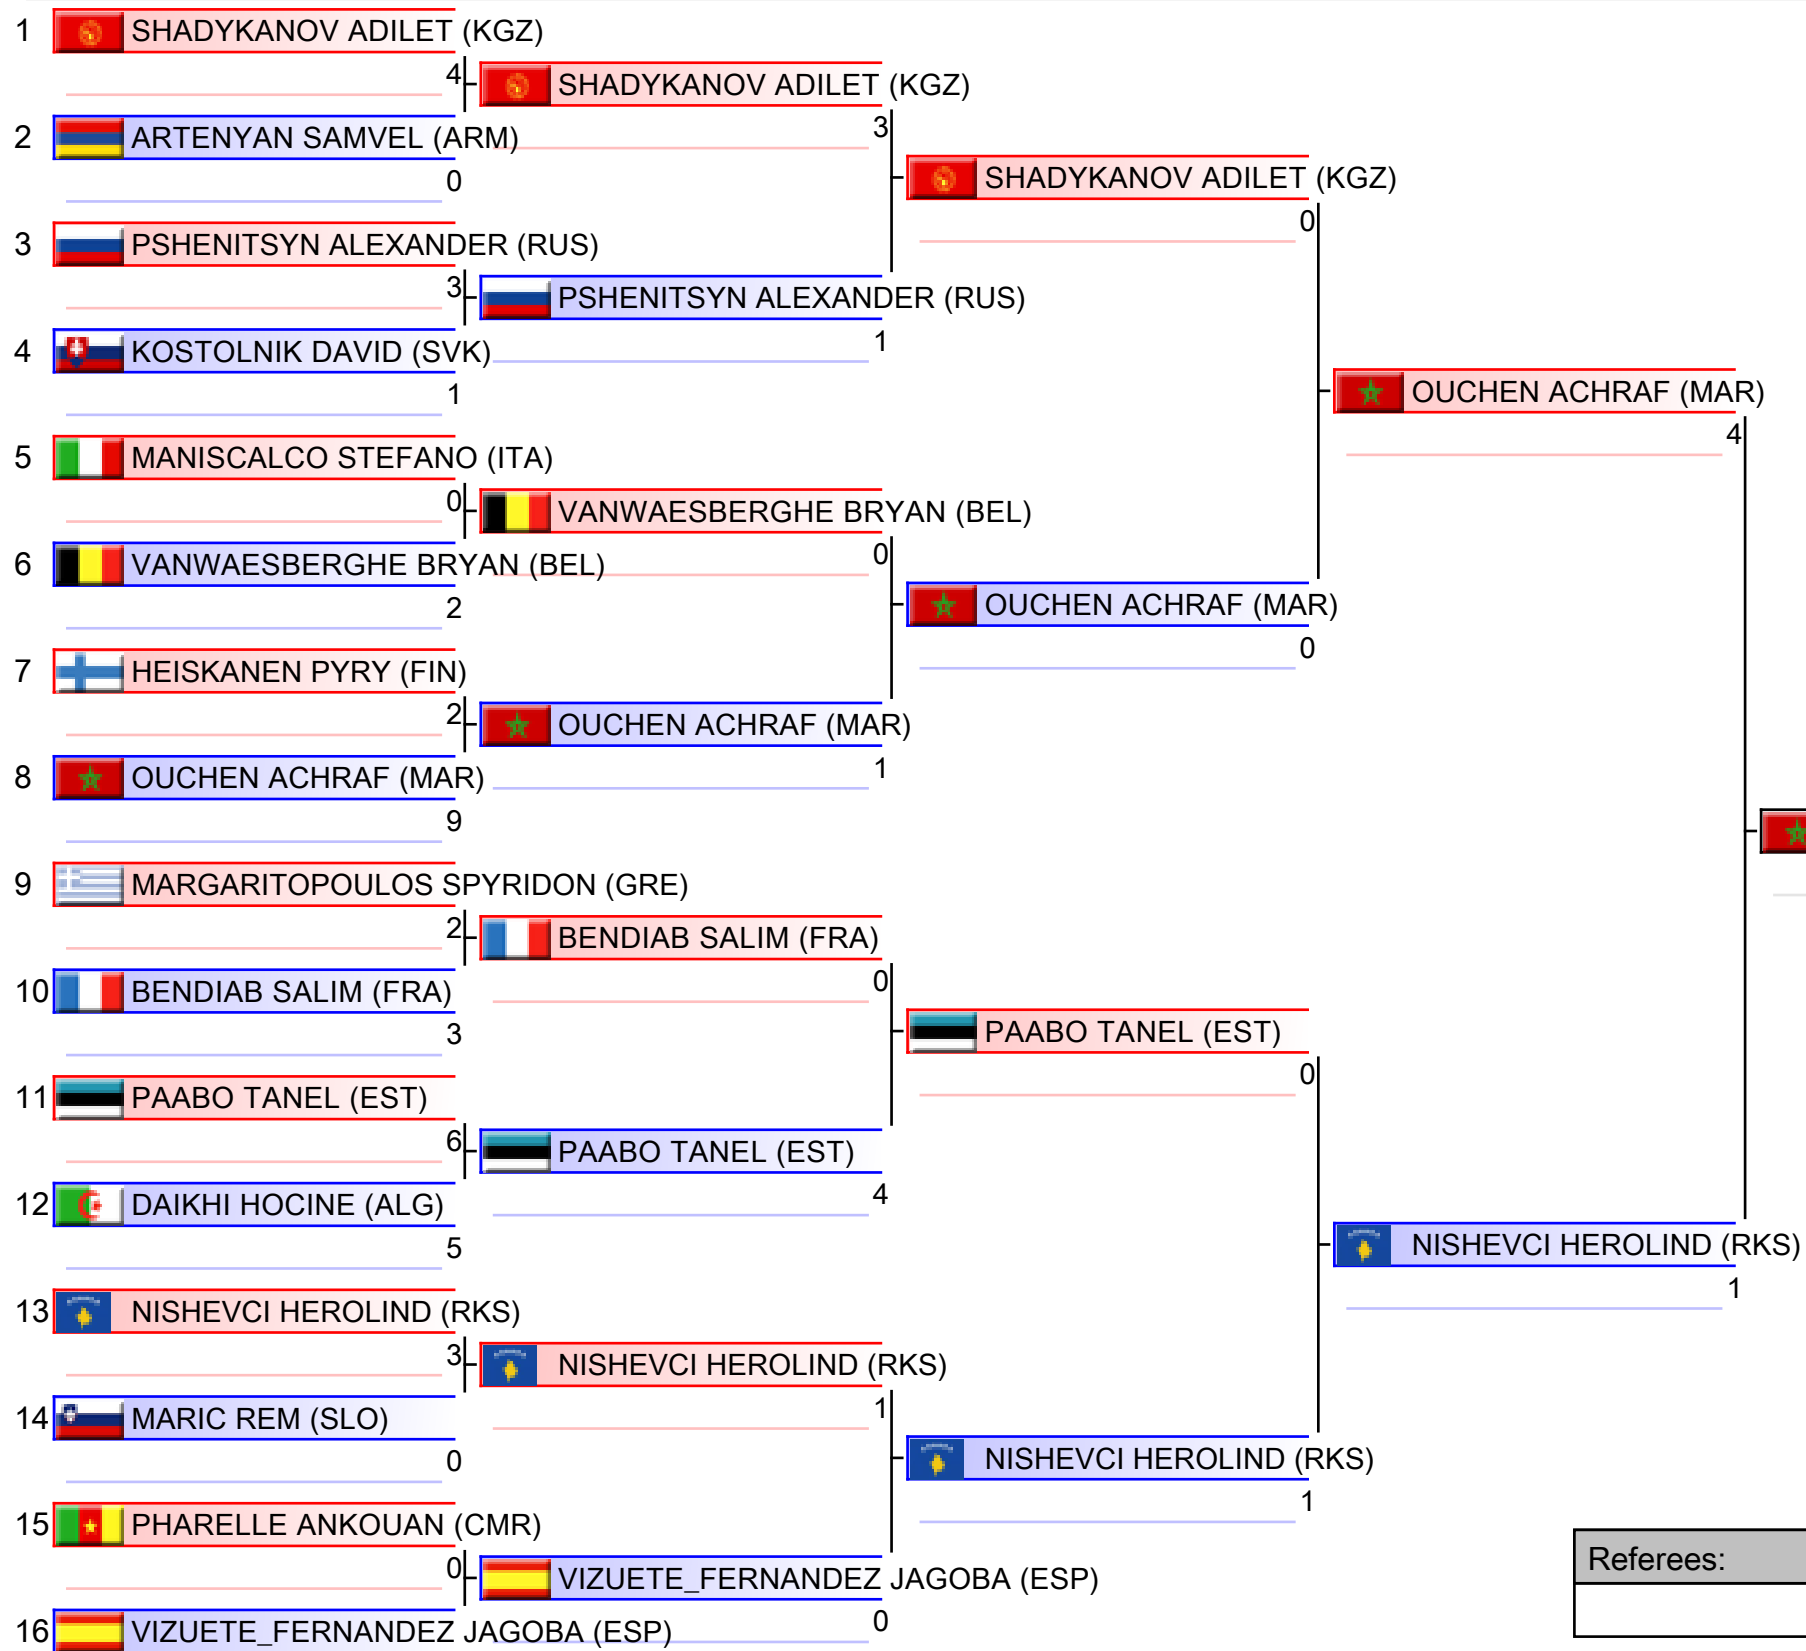 1 SHADYKANOV ADILET (KGZ)
4 SHADYKANOV ADILET (KGZ)
2 ARTENYAN SAMVEL (ARM)
3
0
SHADYKANOV ADILET (KGZ)
0
3 PSHENITSYN ALEXANDER (RUS)
3 PSHENITSYN ALEXANDER (RUS)
4 KOSTOLNIK DAVID (SVK)
1
1
OUCHEN ACHRAF (MAR)
4
5 MANISCALCO STEFANO (ITA)
0 VANWAESBERGHE BRYAN (BEL)
6 VANWAESBERGHE BRYAN (BEL)
0
2
OUCHEN ACHRAF (MAR)
0
7 HEISKANEN PYRY (FIN)
2 OUCHEN ACHRAF (MAR)
8 OUCHEN ACHRAF (MAR)
1
9
9 MARGARITOPOULOS SPYRIDON (GRE)
2 BENDIAB SALIM (FRA)
10 BENDIAB SALIM (FRA)
0
3
PAABO TANEL (EST)
0
11 PAABO TANEL (EST)
6 PAABO TANEL (EST)
12 DAIKHI HOCINE (ALG)
4
5
NISHEVCI HEROLIND (RKS)
1
13 NISHEVCI HEROLIND (RKS)
3 NISHEVCI HEROLIND (RKS)
14 MARIC REM (SLO)
1
0
NISHEVCI HEROLIND (RKS)
1
15 PHARELLE ANKOUAN (CMR)
0 VIZUETE_FERNANDEZ JAGOBA (ESP)
Referees:
16 VIZUETE_FERNANDEZ JAGOBA (ESP)
0